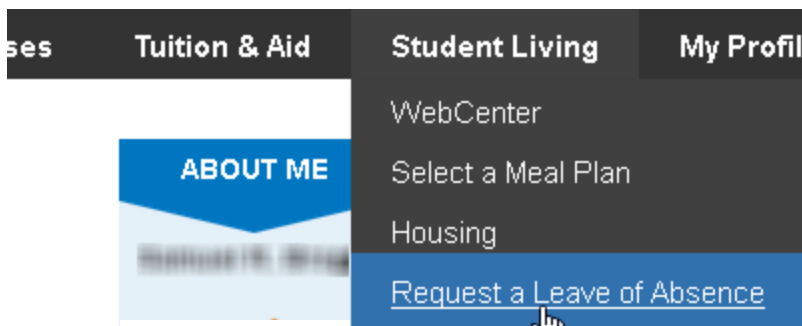 ses Tuition & Aid Student Living My Profil
WebCenter
ABOUT ME Select a Meal Plan
Housing
Request a Leave of Absence